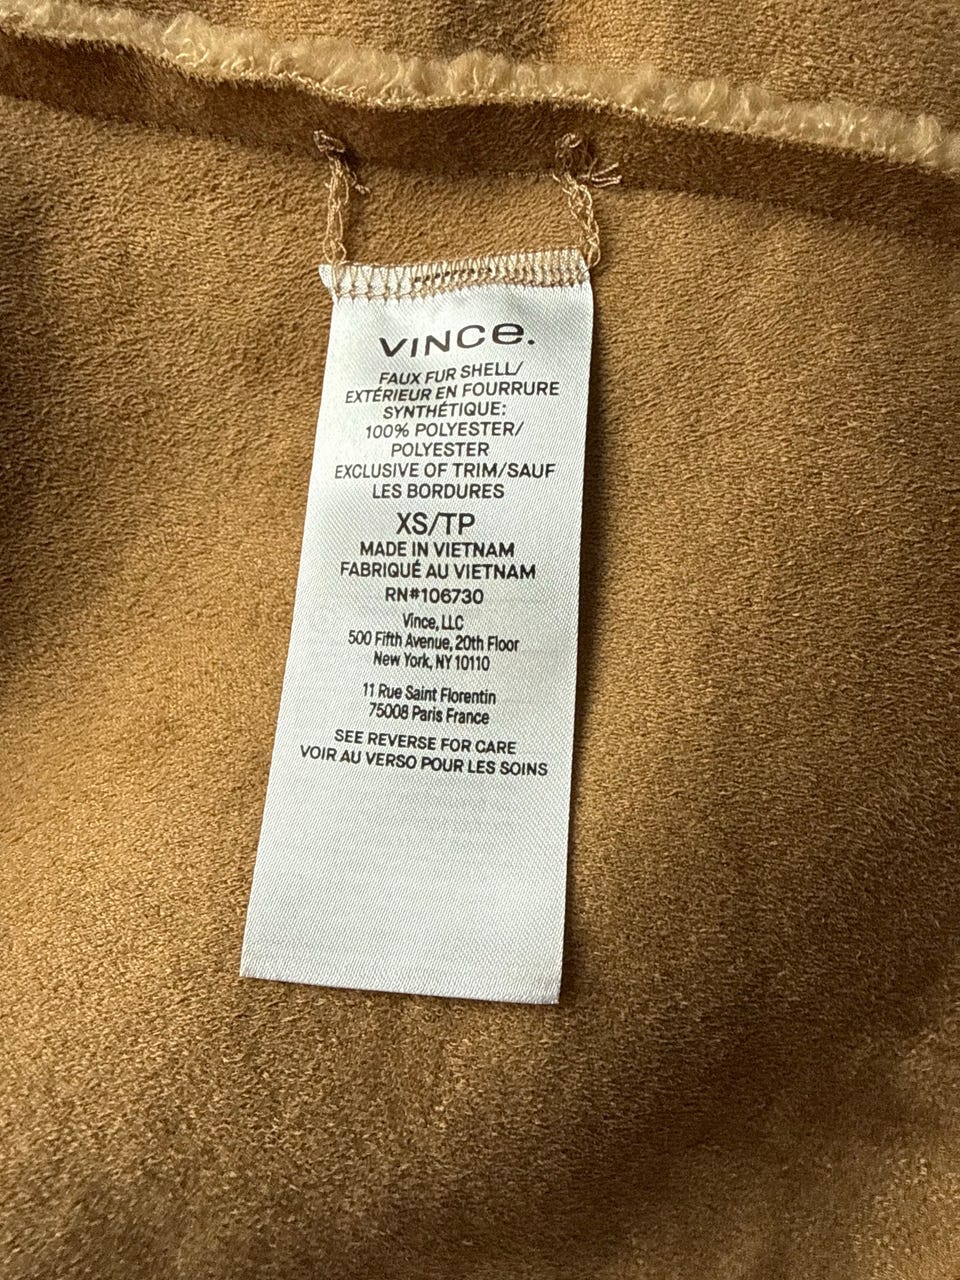 VINCe.
FAUX FUR SHELL/
EXTÉRIEUR EN FOURRURE
SYNTHÉTIQUE:
100% POLYESTER/
POLYESTER
EXCLUSIVE OF TRIM/SAUF
LES BORDURES
XS/TP
MADE IN VIETNAM
FABRIQUÉ AU VIETNAM
RN#106730
Vince, LLC
500 Fifth Avenue, 20th Floor
New York, NY 10110
11 Rue Saint Florentin
75008 Paris France
SEE REVERSE FOR CARE
VOIR AU VERSO POUR LES SOINS